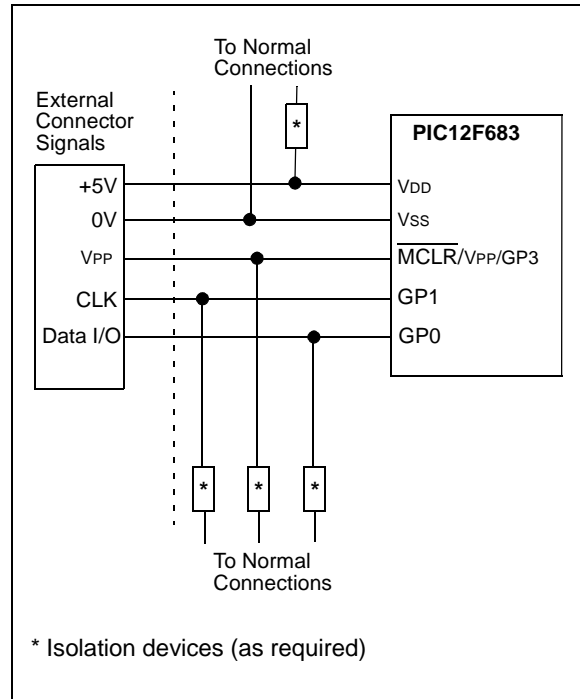 To Normal
Connections
External
Connector
Signals
*
PIC12F683
+5V
VDD
0V
VSS
VPP
MCLR/VPP/GP3
CLK
GP1
Data I/O
GP0
*
*
*
To Normal
Connections
* Isolation devices (as required)